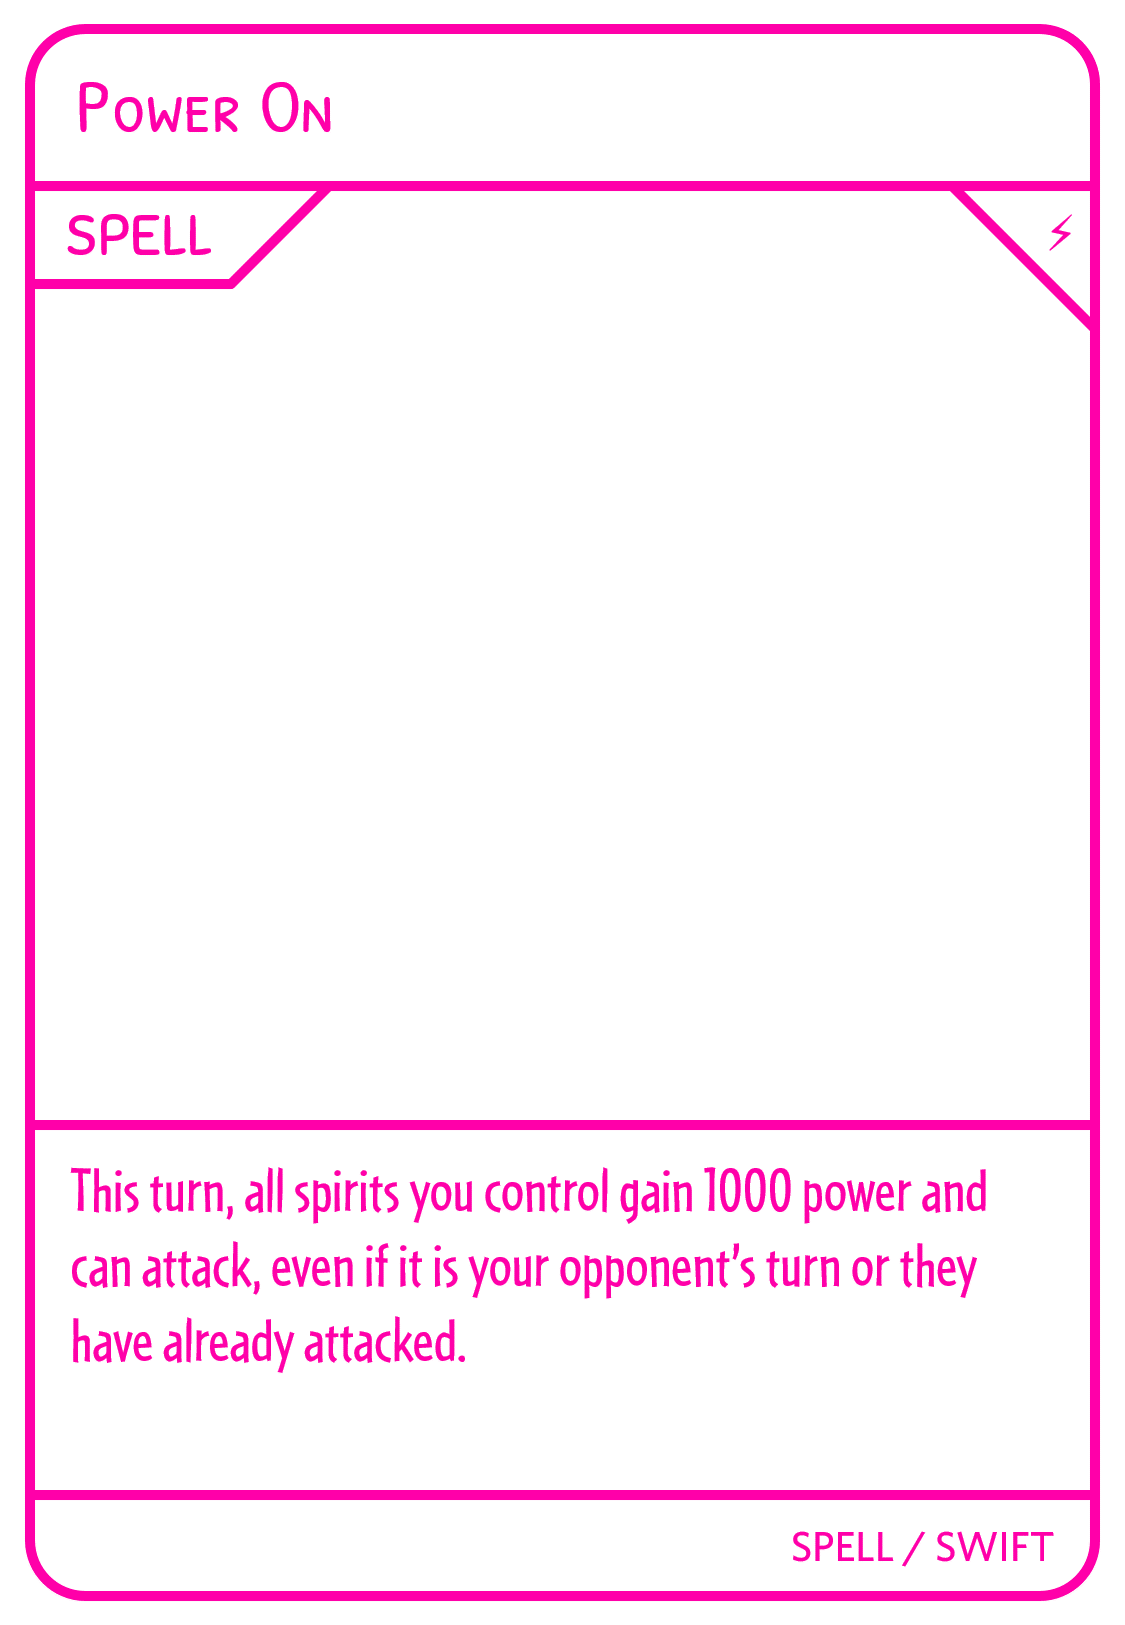 Power On
SPELL
⚡
This turn, all spirits you control gain 1000 power and
can attack, even if it is your opponent’s turn or they
have already attacked.
SPELL / SWIFT